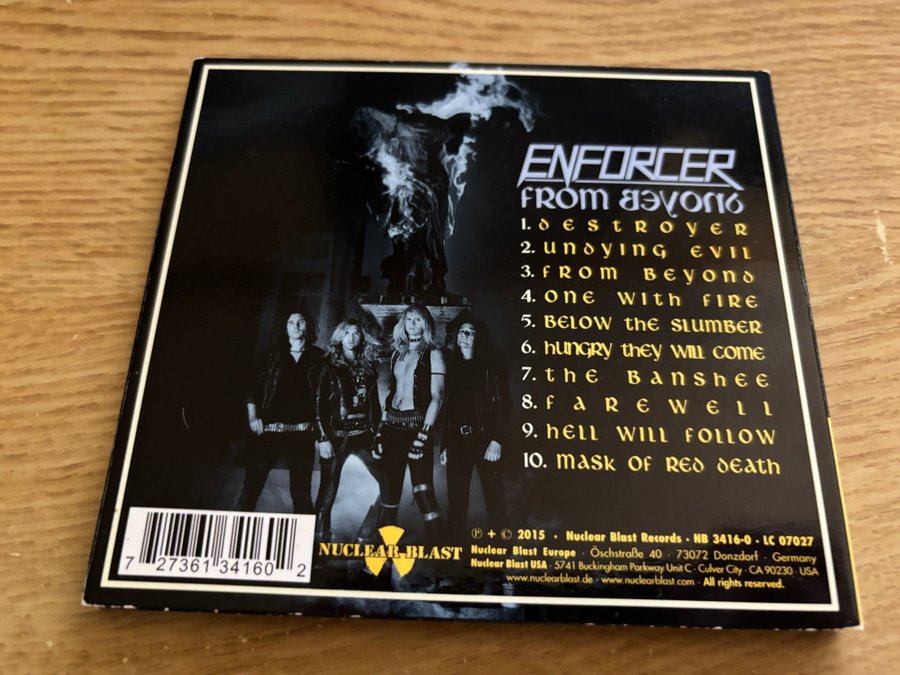 ENFORCER
FROM BEYOND
1. DESTROYER
2. UNDYING EVIL
3. FROM BEYOND
4. ONE WITH FIRE
5. BELOW THE SLUMBER
6. HUNGRY THEY WILL COME
7. THE BANSHEE
8. FAREWELL
9. HELL WILL FOLLOW
10. MASK OF RED DEATH
7 27361 34160 2
NUCLEAR BLAST
℗ + © 2015 · Nuclear Blast Records · NB 3416-0 · LC 07027
Nuclear Blast Europe · Öschstraße 40 · 73072 Donzdorf · Germany
Nuclear Blast USA · 5741 Buckingham Parkway Unit C · Culver City · CA 90230 · USA
www.nuclearblast.de · www.nuclearblast.com · All rights reserved.